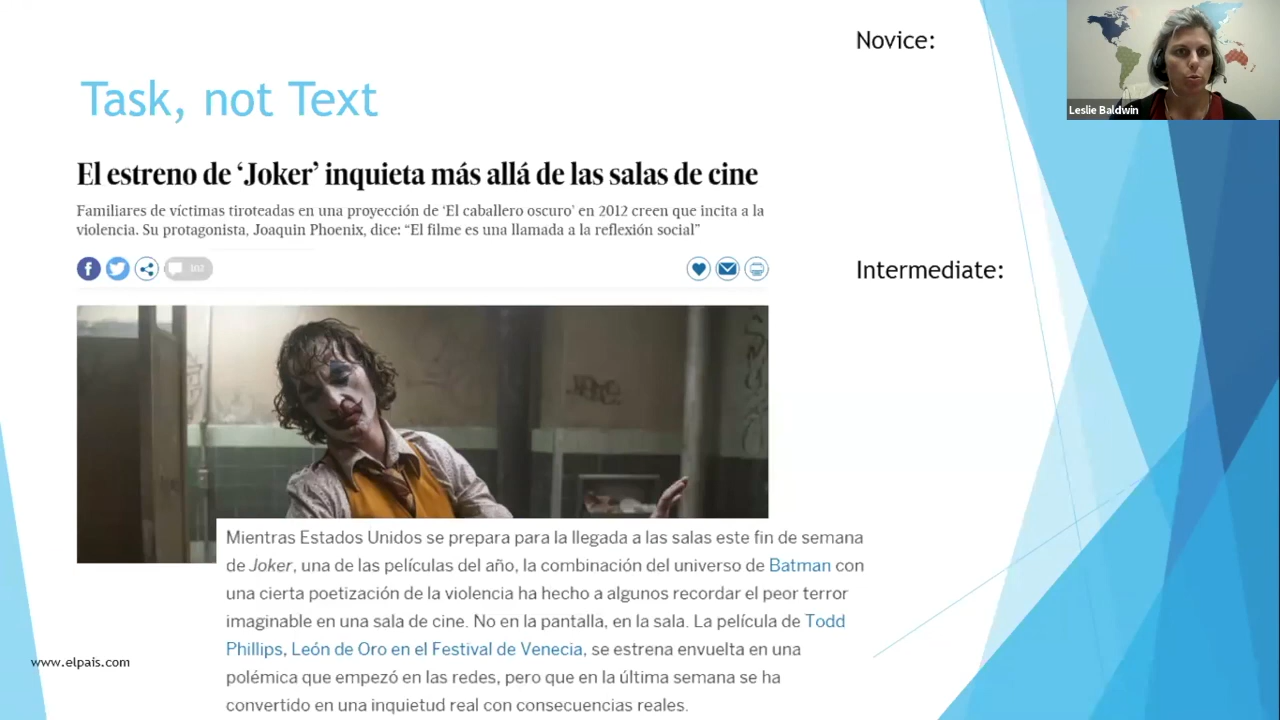 Novice:
Leslie Baldwin
Task, not Text
El estreno de ‘Joker’ inquieta más allá de las salas de cine
Familiares de víctimas tiroteadas en una proyección de ‘El caballero oscuro’ en 2012 creen que incita a la
violencia. Su protagonista, Joaquin Phoenix, dice: “El filme es una llamada a la reflexión social”
107
Intermediate:
Mientras Estados Unidos se prepara para la llegada a las salas este fin de semana
de Joker, una de las películas del año, la combinación del universo de Batman con
una cierta poetización de la violencia ha hecho a algunos recordar el peor terror
imaginable en una sala de cine. No en la pantalla, en la sala. La película de Todd
Phillips, León de Oro en el Festival de Venecia, se estrena envuelta en una
polémica que empezó en las redes, pero que en la última semana se ha
convertido en una inquietud real con consecuencias reales.
www.elpais.com